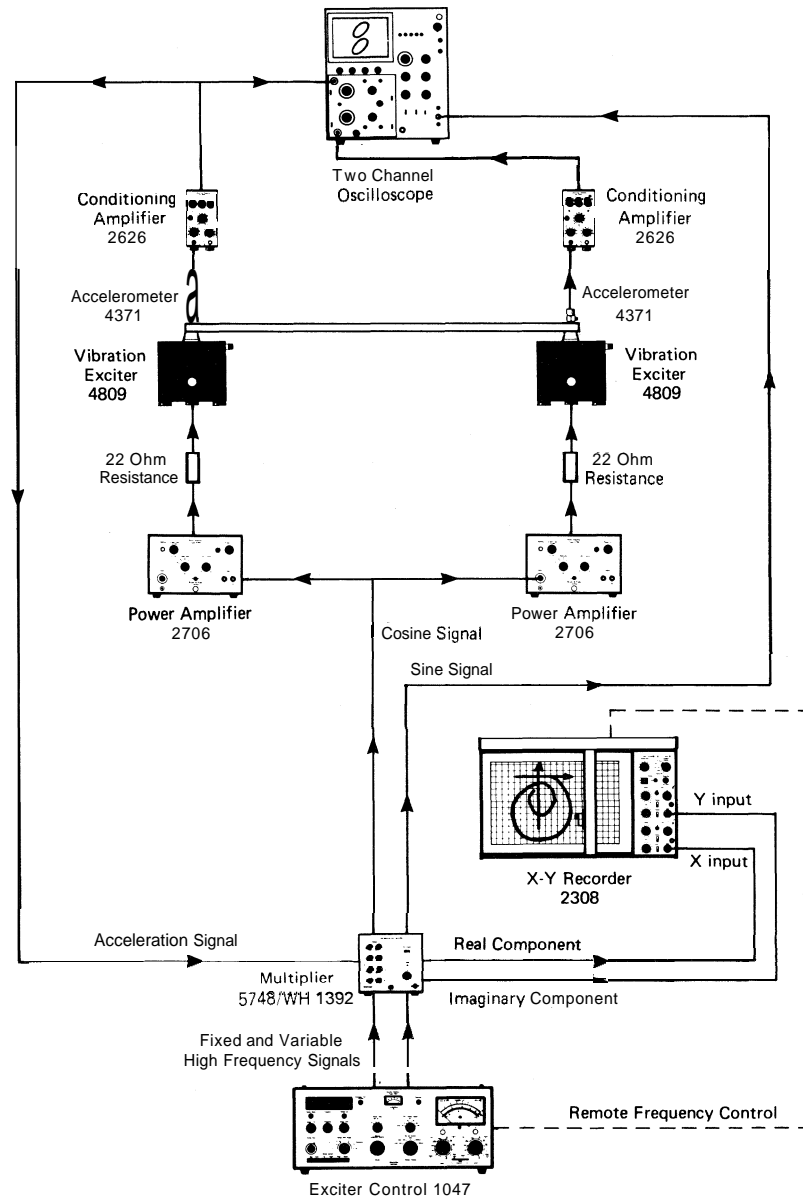 Two Channel
Oscilloscope
Conditioning
Amplifier
2626
Conditioning
Amplifier
2626
Accelerometer
4371
Accelerometer
4371
Vibration
Exciter
4809
Vibration
Exciter
4809
22 Ohm
Resistance
22 Ohm
Resistance
Power Amplifier
2706
Power Amplifier
2706
Cosine Signal
Sine Signal
Y input
X input
X-Y Recorder
2308
Acceleration Signal
Real Component
Multiplier
5748/WH 1392
Imaginary Component
Fixed and Variable
High Frequency Signals
Remote Frequency Control
Exciter Control 1047